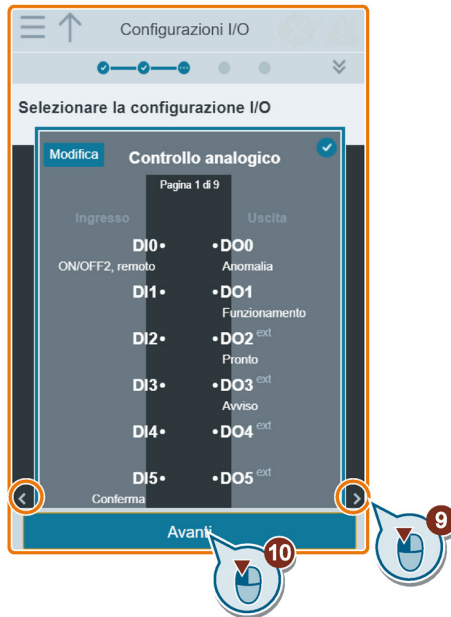 Configurazioni I/O
Selezionare la configurazione I/O
Modifica
Controllo analogico
Pagina 1 di 9
Ingresso Uscita
DI0 DO0
ON/OFF2, remoto Anomalia
DI1 DO1
Funzionamento
DI2 DO2 ext
Pronto
DI3 DO3 ext
Avviso
DI4 DO4 ext
DI5 DO5 ext
Conferma
9
Avanti
10